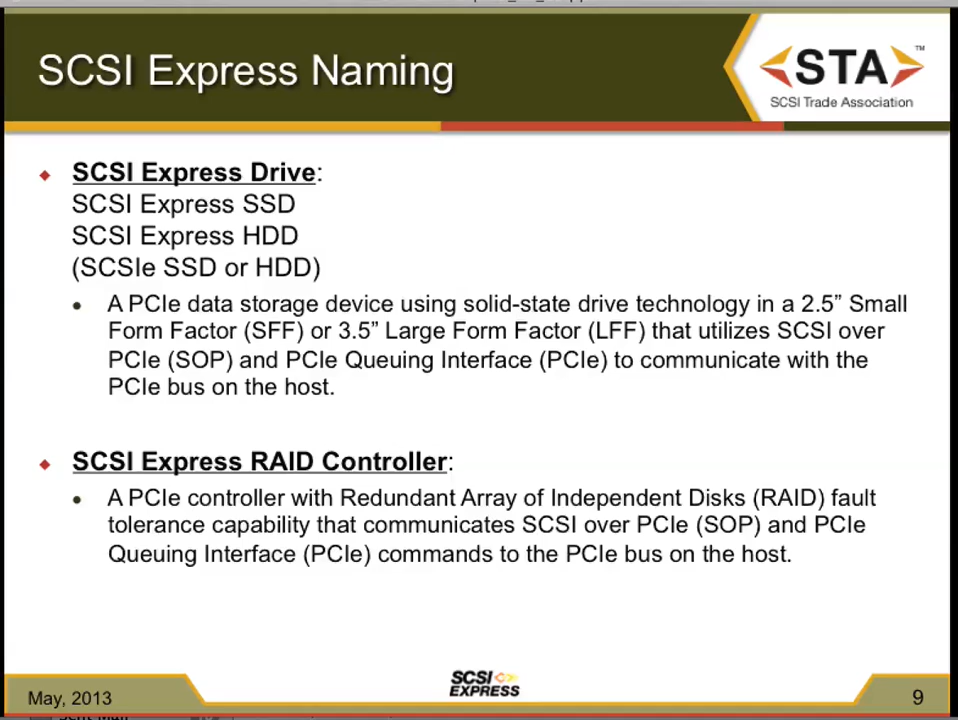 SCSI Express Naming
STA™
SCSI Trade Association
SCSI Express Drive:
SCSI Express SSD
SCSI Express HDD
(SCSIe SSD or HDD)
A PCIe data storage device using solid-state drive technology in a 2.5” Small
Form Factor (SFF) or 3.5” Large Form Factor (LFF) that utilizes SCSI over
PCIe (SOP) and PCIe Queuing Interface (PCIe) to communicate with the
PCIe bus on the host.
SCSI Express RAID Controller:
A PCIe controller with Redundant Array of Independent Disks (RAID) fault
tolerance capability that communicates SCSI over PCIe (SOP) and PCIe
Queuing Interface (PCIe) commands to the PCIe bus on the host.
May, 2013
SCSI
EXPRESS
9